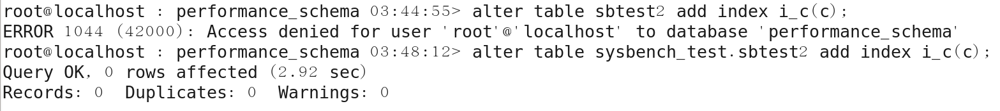 root@localhost : performance_schema 03:44:55> alter table sbtest2 add index i_c(c);
ERROR 1044 (42000): Access denied for user 'root'@'localhost' to database 'performance_schema'
root@localhost : performance_schema 03:48:12> alter table sysbench_test.sbtest2 add index i_c(c);
Query OK, 0 rows affected (2.92 sec)
Records: 0  Duplicates: 0  Warnings: 0